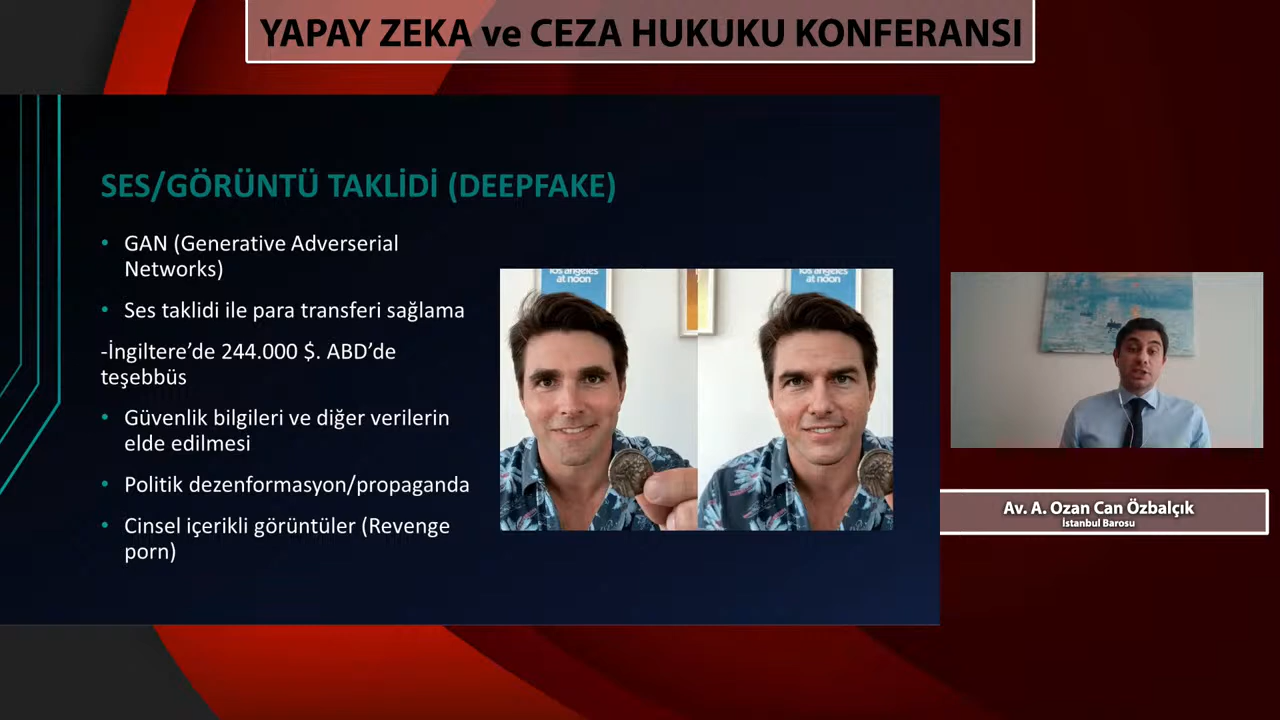 YAPAY ZEKA ve CEZA HUKUKU KONFERANSI
SES/GÖRÜNTÜ TAKLİDİ (DEEPFAKE)
• GAN (Generative Adverserial
Networks)
• Ses taklidi ile para transferi sağlama
-İngiltere’de 244.000 $. ABD’de
teşebbüs
• Güvenlik bilgileri ve diğer verilerin
elde edilmesi
• Politik dezenformasyon/propaganda
• Cinsel içerikli görüntüler (Revenge
porn)
los angeles
at noon
los angeles
at noon
Av. A. Ozan Can Özbalçık
İstanbul Barosu